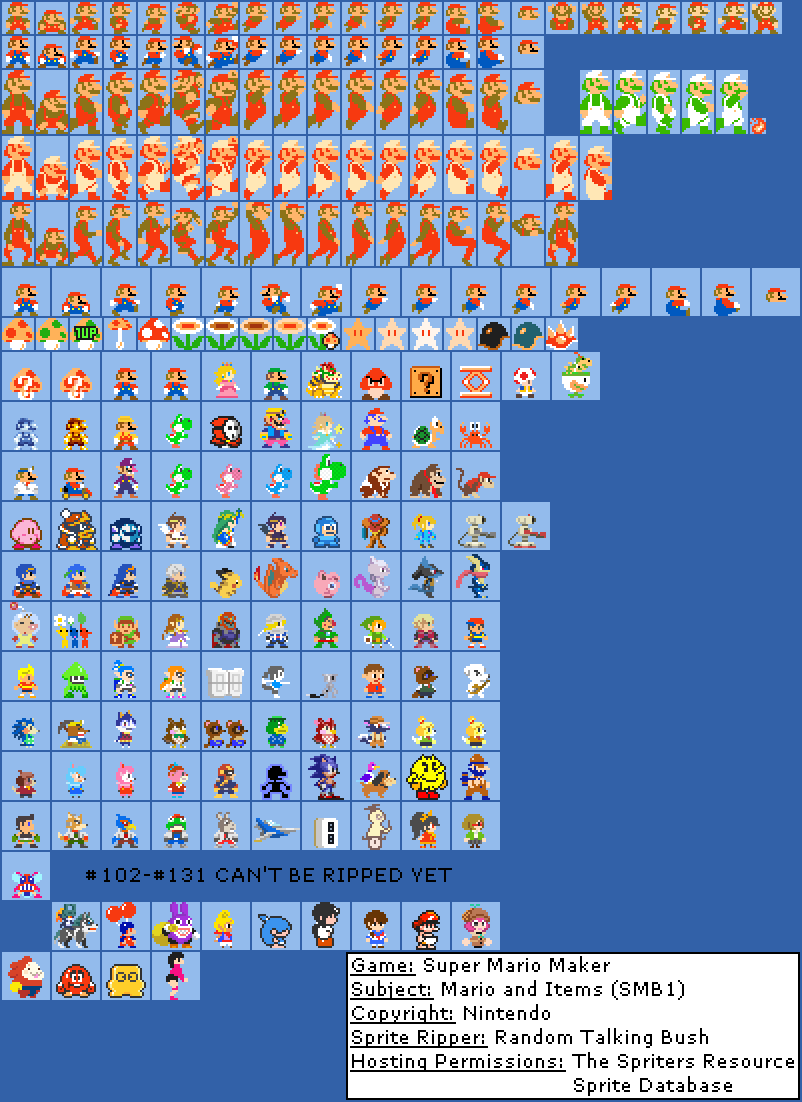 1UP
?
#102-#131 CAN'T BE RIPPED YET
Game: Super Mario Maker
Subject: Mario and Items (SMB1)
Copyright: Nintendo
Sprite Ripper: Random Talking Bush
Hosting Permissions: The Spriters Resource
Sprite Database